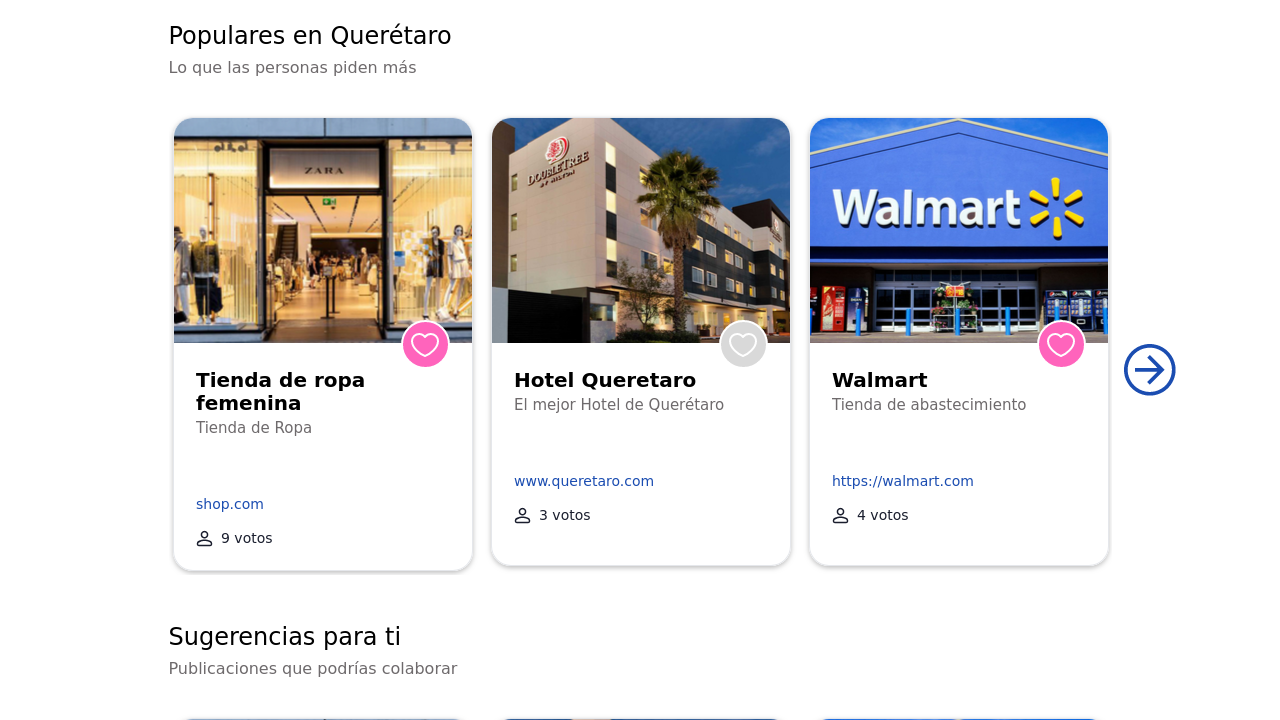 Populares en Querétaro
Lo que las personas piden más
ZARA
DOUBLETREE
BY HILTON
Walmart
Tienda de ropa
femenina
Tienda de Ropa
shop.com
9 votos
Hotel Queretaro
El mejor Hotel de Querétaro
www.queretaro.com
3 votos
Walmart
Tienda de abastecimiento
https://walmart.com
4 votos
Sugerencias para ti
Publicaciones que podrías colaborar